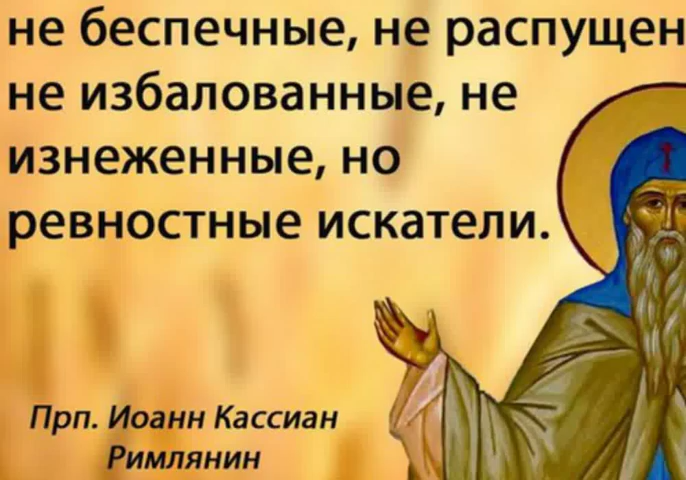 не беспечные, не распущен
не избалованные, не
изнеженные, но
ревностные искатели.
Прп. Иоанн Кассиан
Римлянин